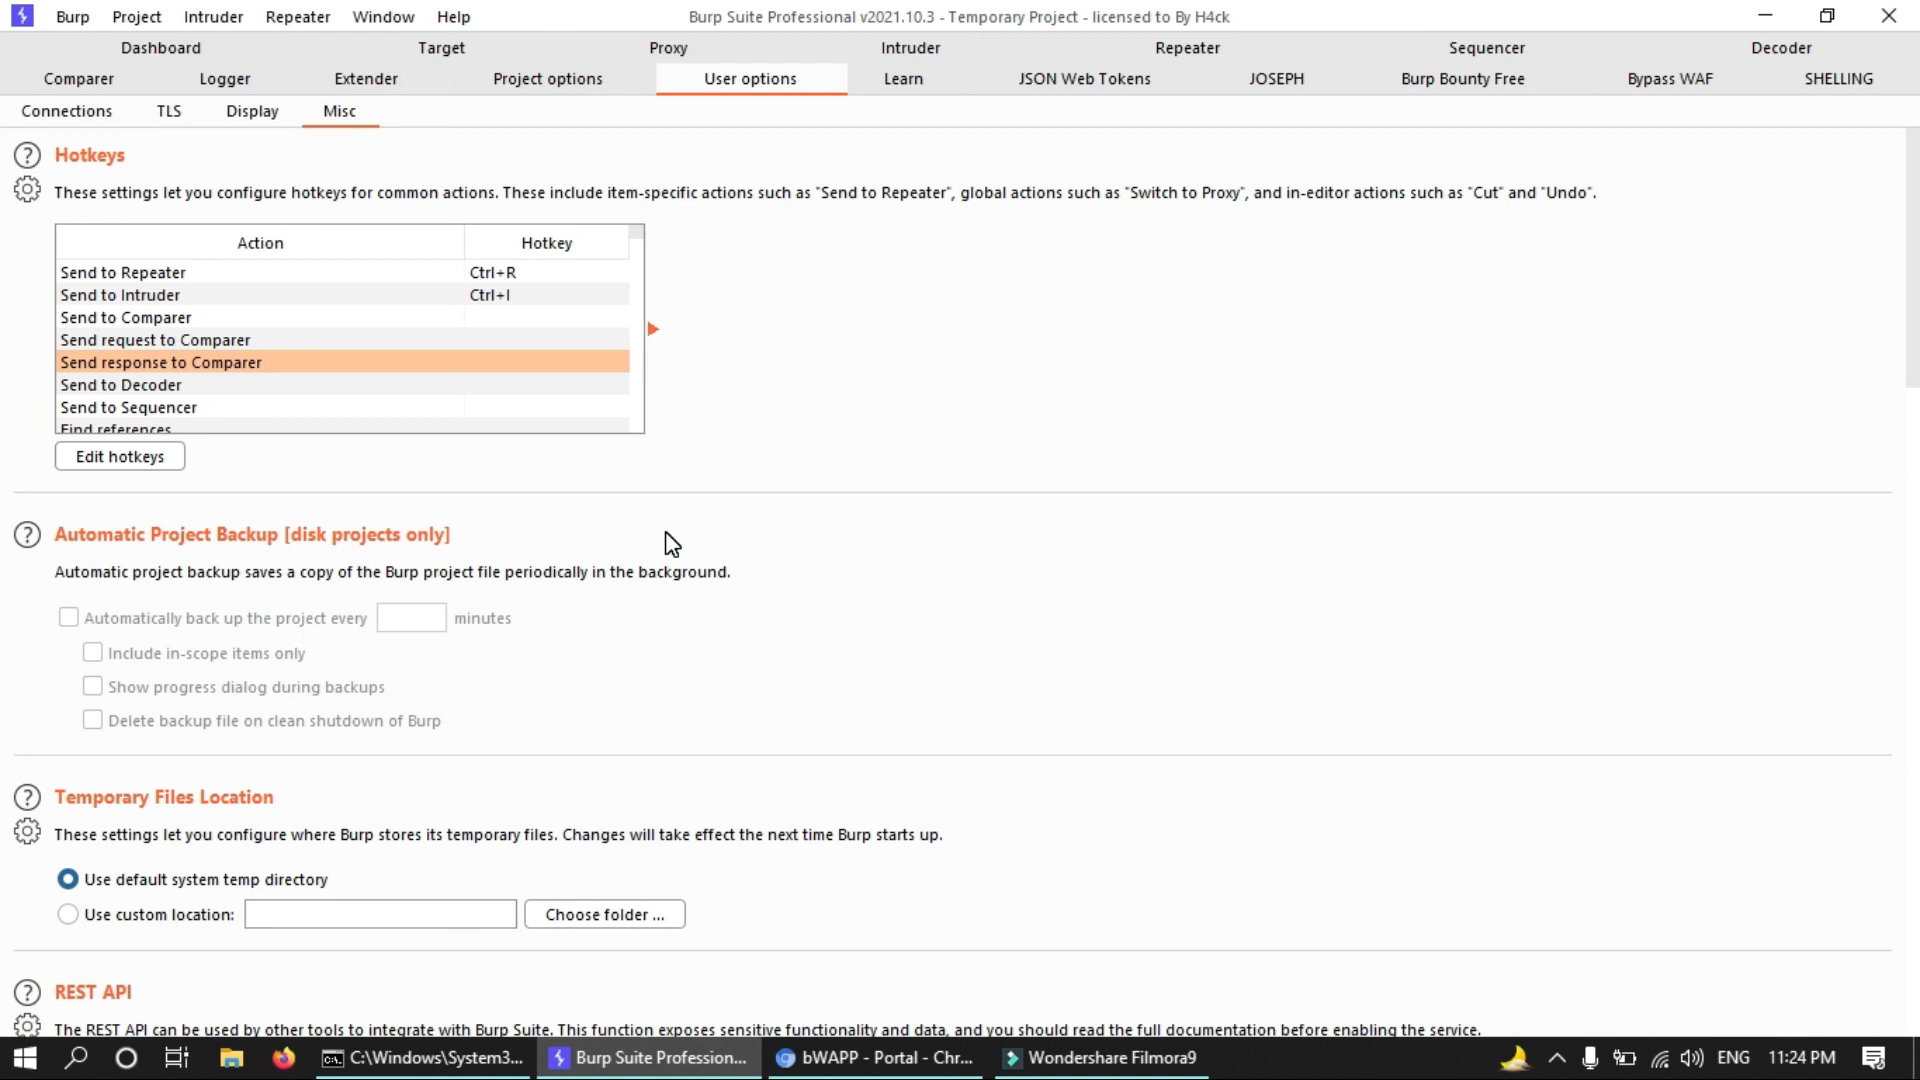 Burp Project Intruder Repeater Window Help Burp Suite Professional v2021.10.3 - Temporary Project - licensed to By H4ck
Dashboard Target Proxy Intruder Repeater Sequencer Decoder
Comparer Logger Extender Project options User options Learn JSON Web Tokens JOSEPH Burp Bounty Free Bypass WAF SHELLING
Connections TLS Display Misc
Hotkeys
These settings let you configure hotkeys for common actions. These include item-specific actions such as "Send to Repeater", global actions such as "Switch to Proxy", and in-editor actions such as "Cut" and "Undo".
Action Hotkey
Send to Repeater Ctrl+R
Send to Intruder Ctrl+I
Send to Comparer
Send request to Comparer
Send response to Comparer
Send to Decoder
Send to Sequencer
Find references
Edit hotkeys
Automatic Project Backup [disk projects only]
Automatic project backup saves a copy of the Burp project file periodically in the background.
Automatically back up the project every minutes
Include in-scope items only
Show progress dialog during backups
Delete backup file on clean shutdown of Burp
Temporary Files Location
These settings let you configure where Burp stores its temporary files. Changes will take effect the next time Burp starts up.
Use default system temp directory
Use custom location: Choose folder ...
REST API
The REST API can be used by other tools to integrate with Burp Suite. This function exposes sensitive functionality and data, and you should read the full documentation before enabling the service.
C:\Windows\System3... Burp Suite Profession... bWAPP - Portal - Chr... Wondershare Filmora9 ENG 11:24 PM